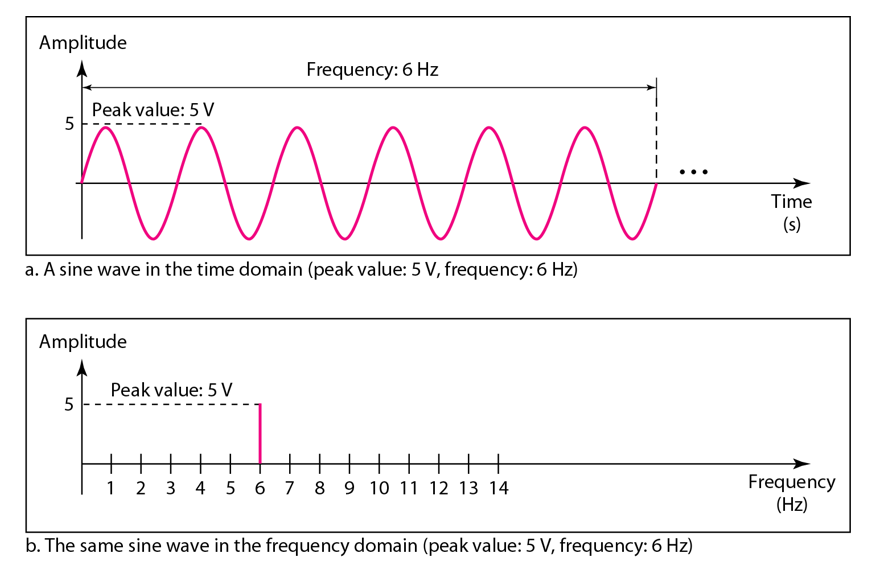 Amplitude
Frequency: 6 Hz
Peak value: 5 V
5
...
Time
(s)
a. A sine wave in the time domain (peak value: 5 V, frequency: 6 Hz)
Amplitude
Peak value: 5 V
5
1 2 3 4 5 6 7 8 9 10 11 12 13 14
Frequency
(Hz)
b. The same sine wave in the frequency domain (peak value: 5 V, frequency: 6 Hz)